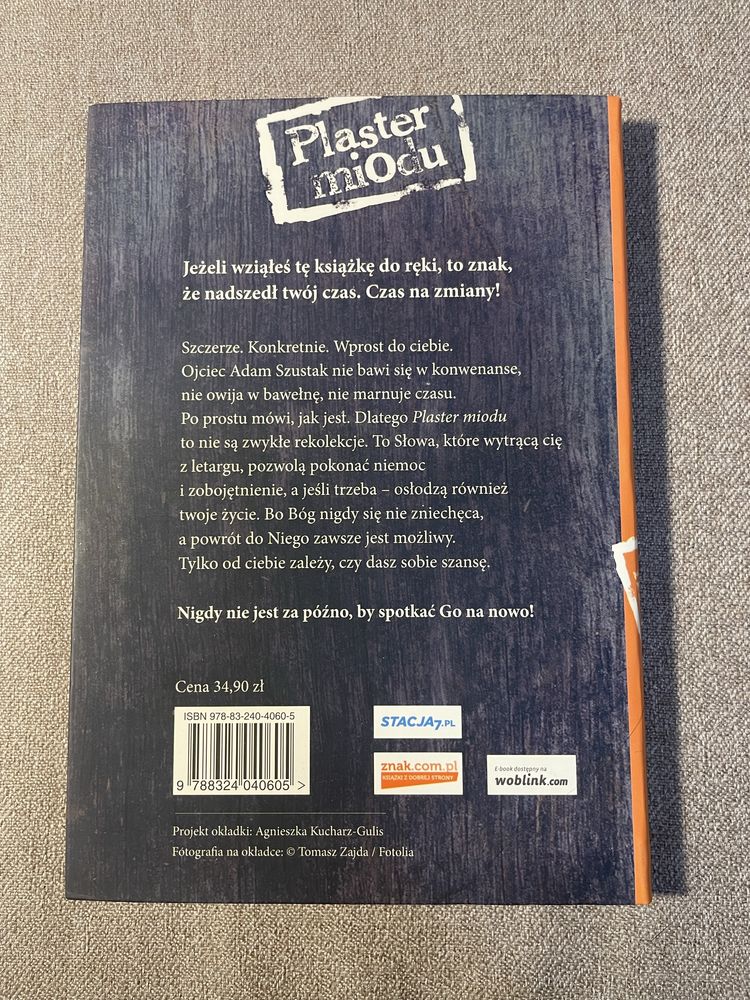 Plaster
miodu
Jeżeli wziąłeś tę książkę do ręki, to znak,
że nadszedł twój czas. Czas na zmiany!
Szczerze. Konkretnie. Wprost do ciebie.
Ojciec Adam Szustak nie bawi się w konwenanse,
nie owija w bawełnę, nie marnuje czasu.
Po prostu mówi, jak jest. Dlatego Plaster miodu
to nie są zwykłe rekolekcje. To Słowa, które wytrącą cię
z letargu, pozwolą pokonać niemoc
i zobojętnienie, a jeśli trzeba – osłodzą również
twoje życie. Bo Bóg nigdy się nie zniechęca,
a powrót do Niego zawsze jest możliwy.
Tylko od ciebie zależy, czy dasz sobie szansę.
Nigdy nie jest za późno, by spotkać Go na nowo!
Cena 34,90 zł
ISBN 978-83-240-4060-5
9 788324 040605 >
STACJA7.PL
znak.com.pl
KSIĄŻKI Z DOBREJ STRONY
E-book dostępny na
woblink.com
Projekt okładki: Agnieszka Kucharz-Gulis
Fótografia na okładce: © Tomasz Zajda / Fotolia